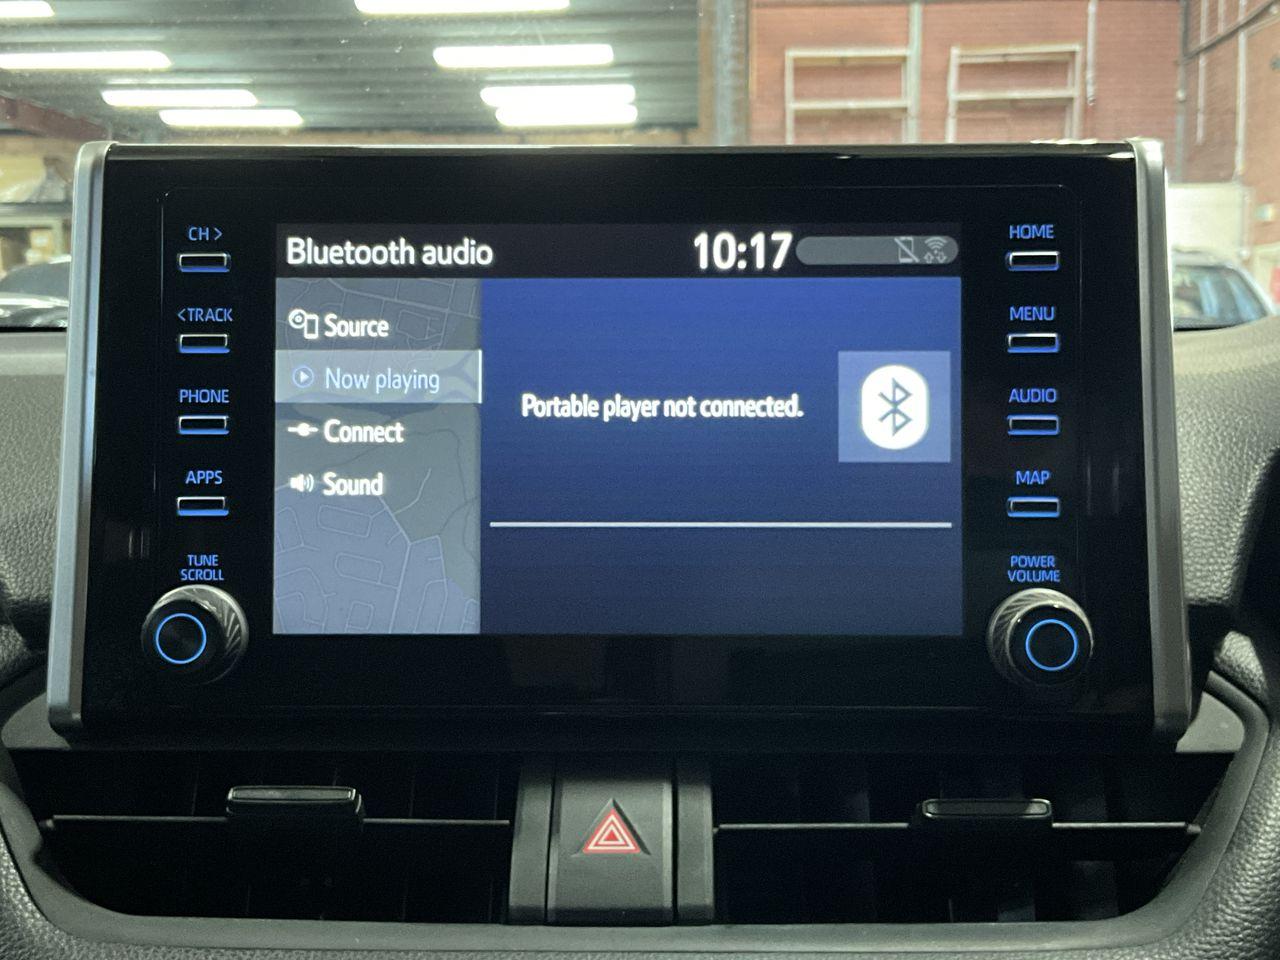 CH >
<TRACK
PHONE
APPS
TUNE
SCROLL
Bluetooth audio
10:17
Source
Now playing
Connect
Sound
Portable player not connected.
HOME
MENU
AUDIO
MAP
POWER
VOLUME